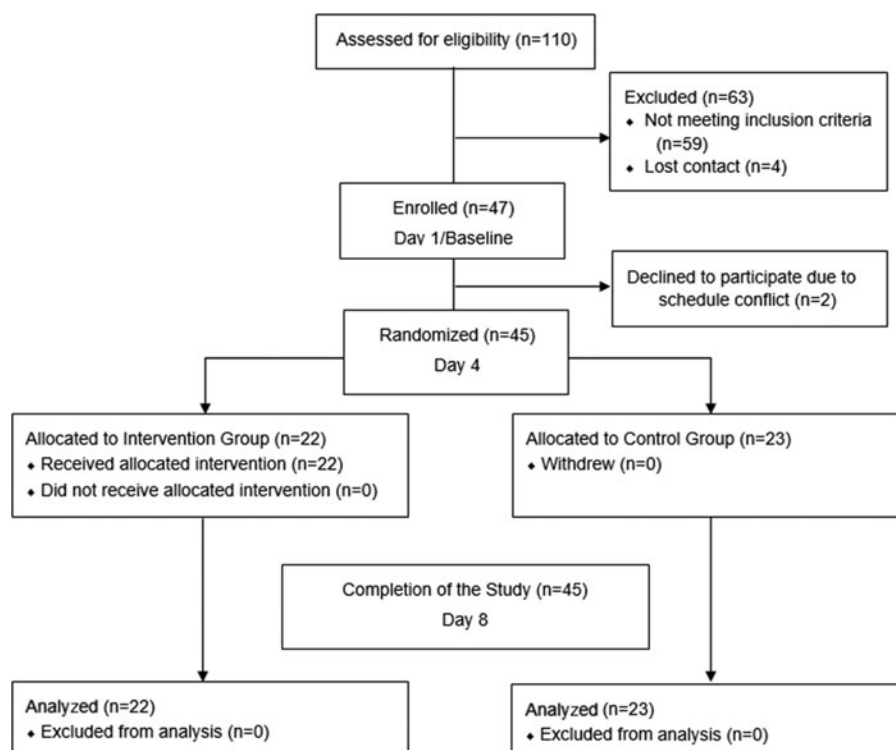 Assessed for eligibility (n=110)
Excluded (n=63)
⬥ Not meeting inclusion criteria
(n=59)
⬥ Lost contact (n=4)
Enrolled (n=47)
Day 1/Baseline
Declined to participate due to
schedule conflict (n=2)
Randomized (n=45)
Day 4
Allocated to Intervention Group (n=22)
⬥ Received allocated intervention (n=22)
⬥ Did not receive allocated intervention (n=0)
Allocated to Control Group (n=23)
⬥ Withdrew (n=0)
Completion of the Study (n=45)
Day 8
Analyzed (n=22)
⬥ Excluded from analysis (n=0)
Analyzed (n=23)
⬥ Excluded from analysis (n=0)